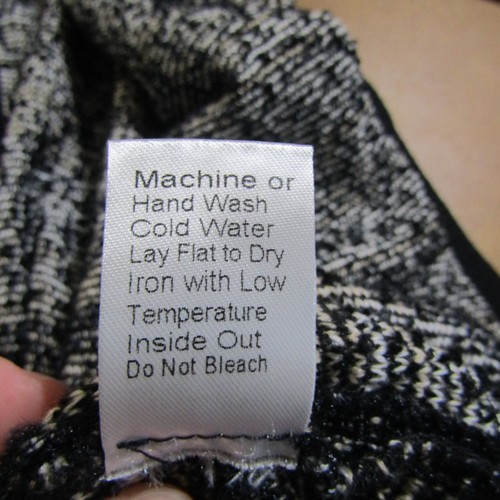 Machine or
Hand Wash
Cold Water
Lay Flat to Dry
Iron with Low
Temperature
Inside Out
Do Not Bleach